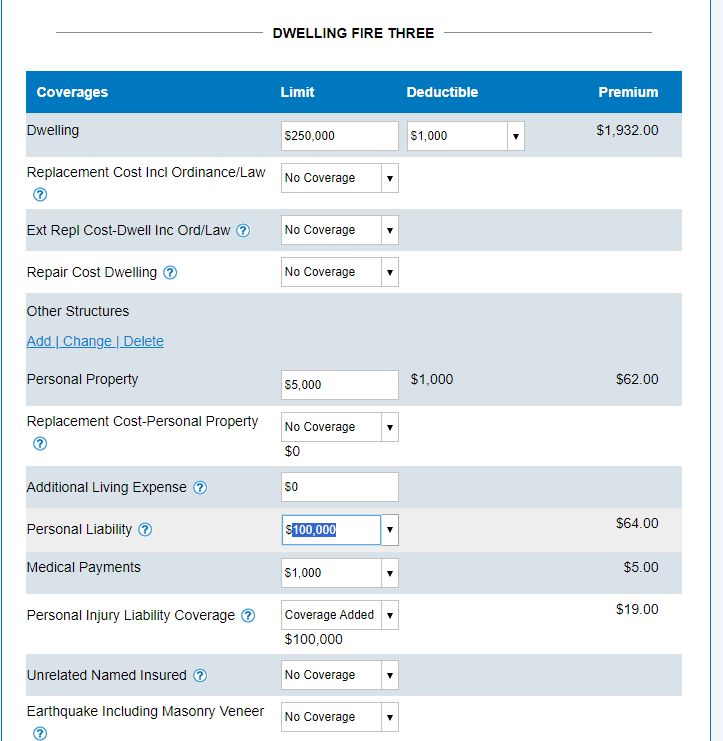 DWELLING FIRE THREE
Coverages Limit Deductible Premium
Dwelling $250,000 $1,000 $1,932.00
Replacement Cost Incl Ordinance/Law No Coverage
?
Ext Repl Cost-Dwell Inc Ord/Law ? No Coverage
Repair Cost Dwelling ? No Coverage
Other Structures
Add | Change | Delete
Personal Property $5,000 $1,000 $62.00
Replacement Cost-Personal Property No Coverage
? $0
Additional Living Expense ? $0
Personal Liability ? $100,000 $64.00
Medical Payments $1,000 $5.00
Personal Injury Liability Coverage ? Coverage Added $19.00
$100,000
Unrelated Named Insured ? No Coverage
Earthquake Including Masonry Veneer No Coverage
?